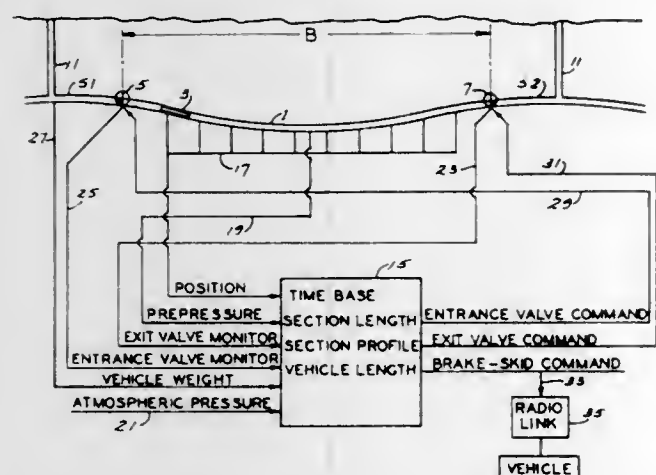 B
11
51
5
3
1
7
52
11
27
17
23
31
25
29
19
15
POSITION
TIME BASE
PREPRESSURE
SECTION LENGTH
ENTRANCE VALVE COMMAND
EXIT VALVE MONITOR
SECTION PROFILE
EXIT VALVE COMMAND
ENTRANCE VALVE MONITOR
VEHICLE LENGTH
BRAKE-SKID COMMAND
VEHICLE WEIGHT
33
ATMOSPHERIC PRESSURE
21
RADIO
LINK
35
VEHICLE